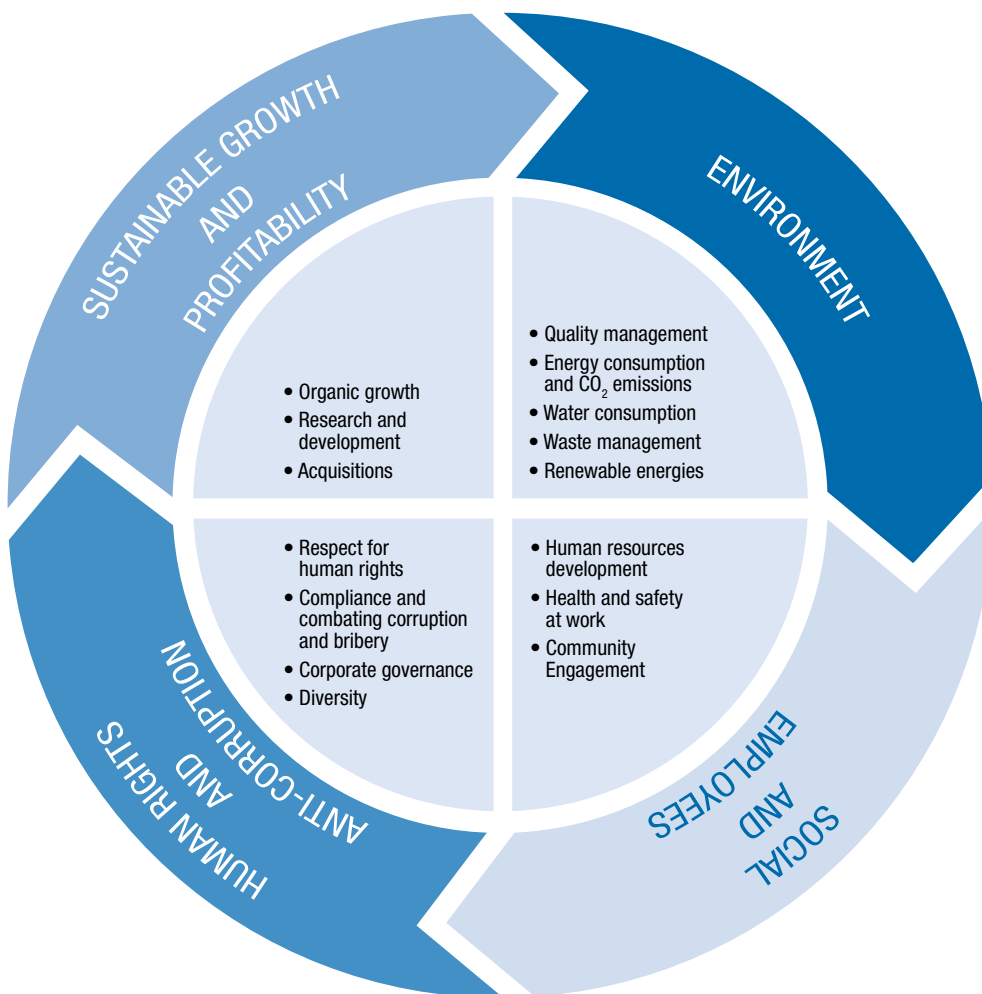 SUSTAINABLE GROWTH
AND
PROFITABILITY
• Organic growth
• Research and
development
• Acquisitions
ENVIRONMENT
• Quality management
• Energy consumption
and CO₂ emissions
• Water consumption
• Waste management
• Renewable energies
SOCIAL
AND
EMPLOYEES
• Human resources
development
• Health and safety
at work
• Community
Engagement
HUMAN RIGHTS
AND
ANTI-CORRUPTION
• Respect for
human rights
• Compliance and
combating corruption
and bribery
• Corporate governance
• Diversity